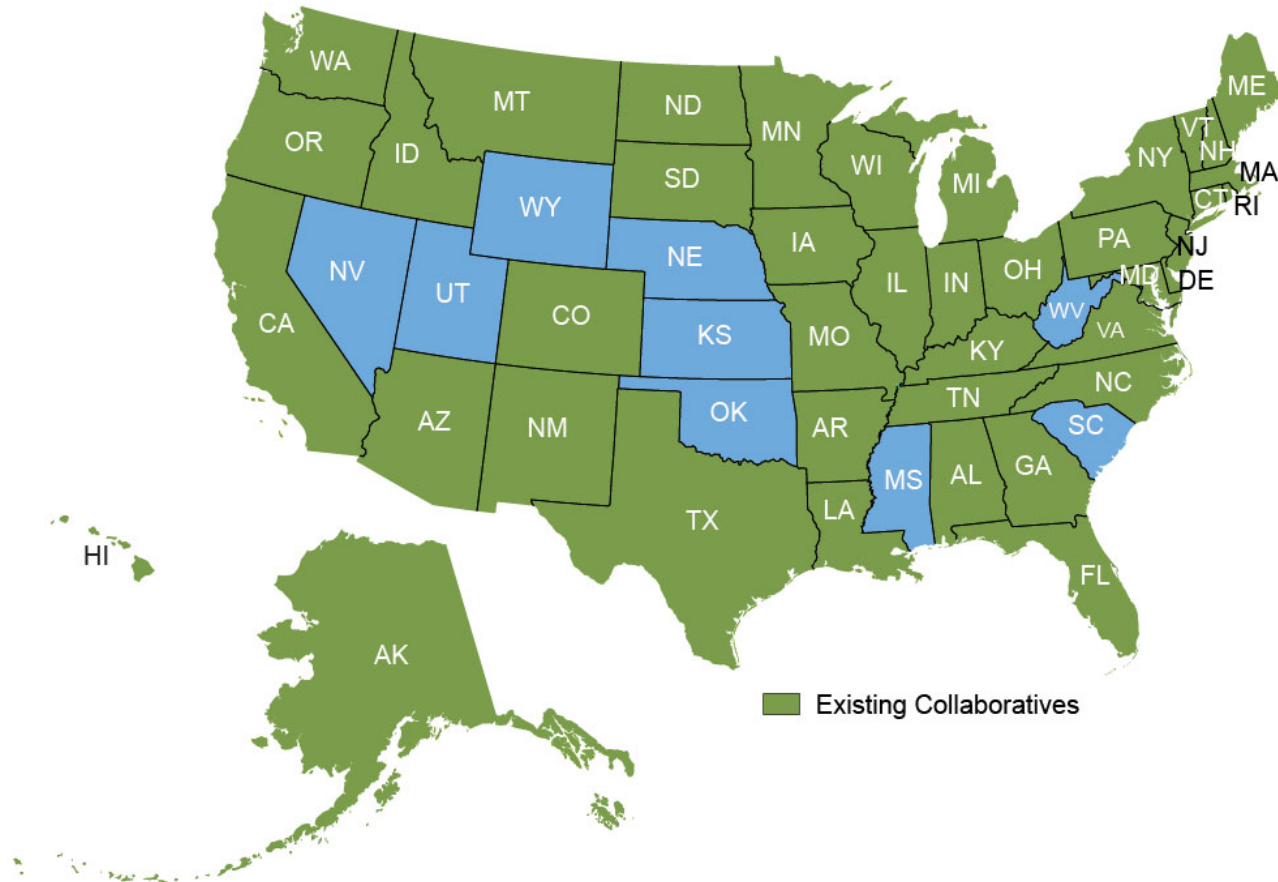 WA
MT
ND
MN
ME
VT
NH
OR
ID
SD
WI
MI
NY
MA
CT
RI
WY
IA
PA
NJ
NE
NV
UT
IL
IN
OH
MD
DE
CA
CO
KS
MO
WV
VA
KY
NC
TN
AZ
NM
OK
AR
SC
MS
AL
GA
TX
LA
HI
FL
AK
Existing Collaboratives